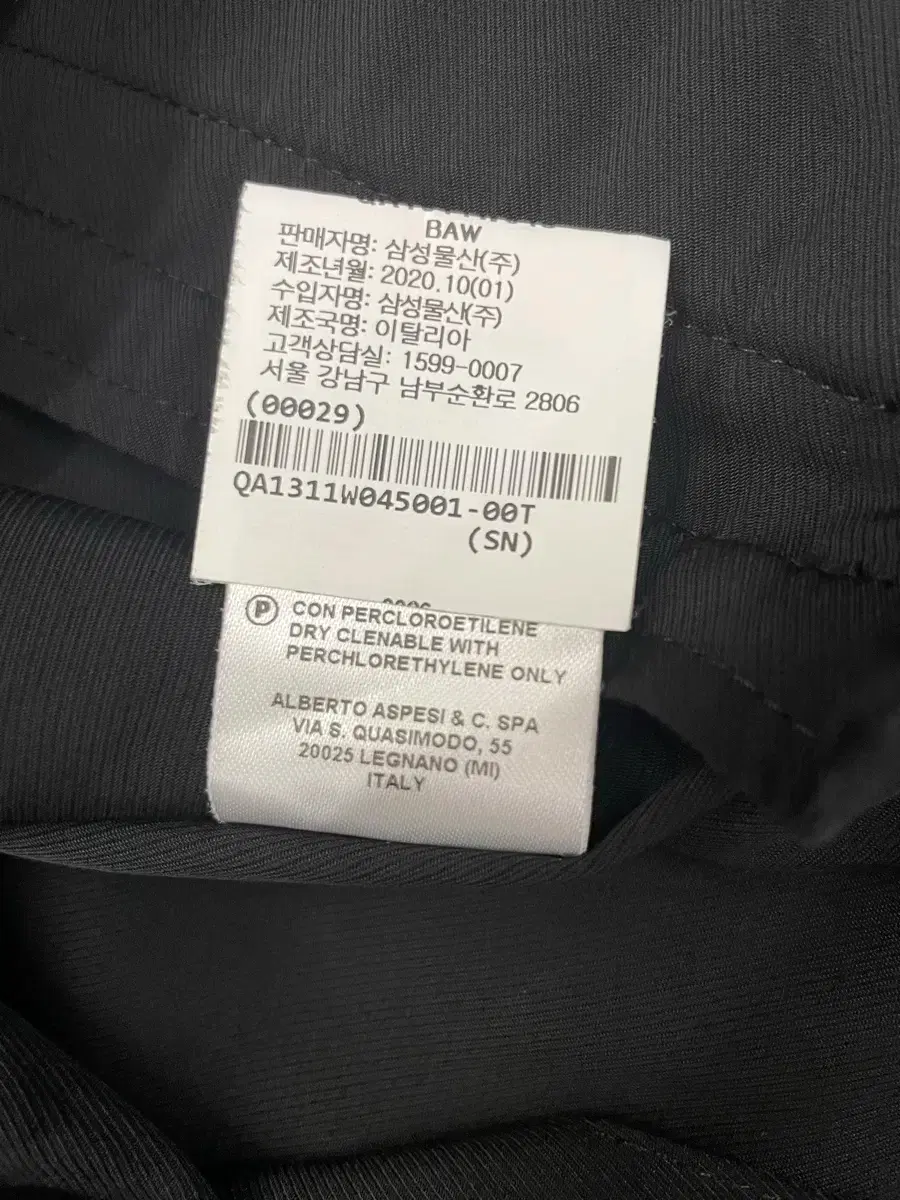 BAW
판매자명: 삼성물산(주)
제조년월: 2020.10(01)
수입자명: 삼성물산(주)
제조국명: 이탈리아
고객상담실: 1599-0007
서울 강남구 남부순환로 2806
(00029)
QA1311W045001-00T
(SN)
P CON PERCLOROETILENE
DRY CLENABLE WITH
PERCHLORETHYLENE ONLY
ALBERTO ASPESI & C. SPA
VIA S. QUASIMODO, 55
20025 LEGNANO (MI)
ITALY